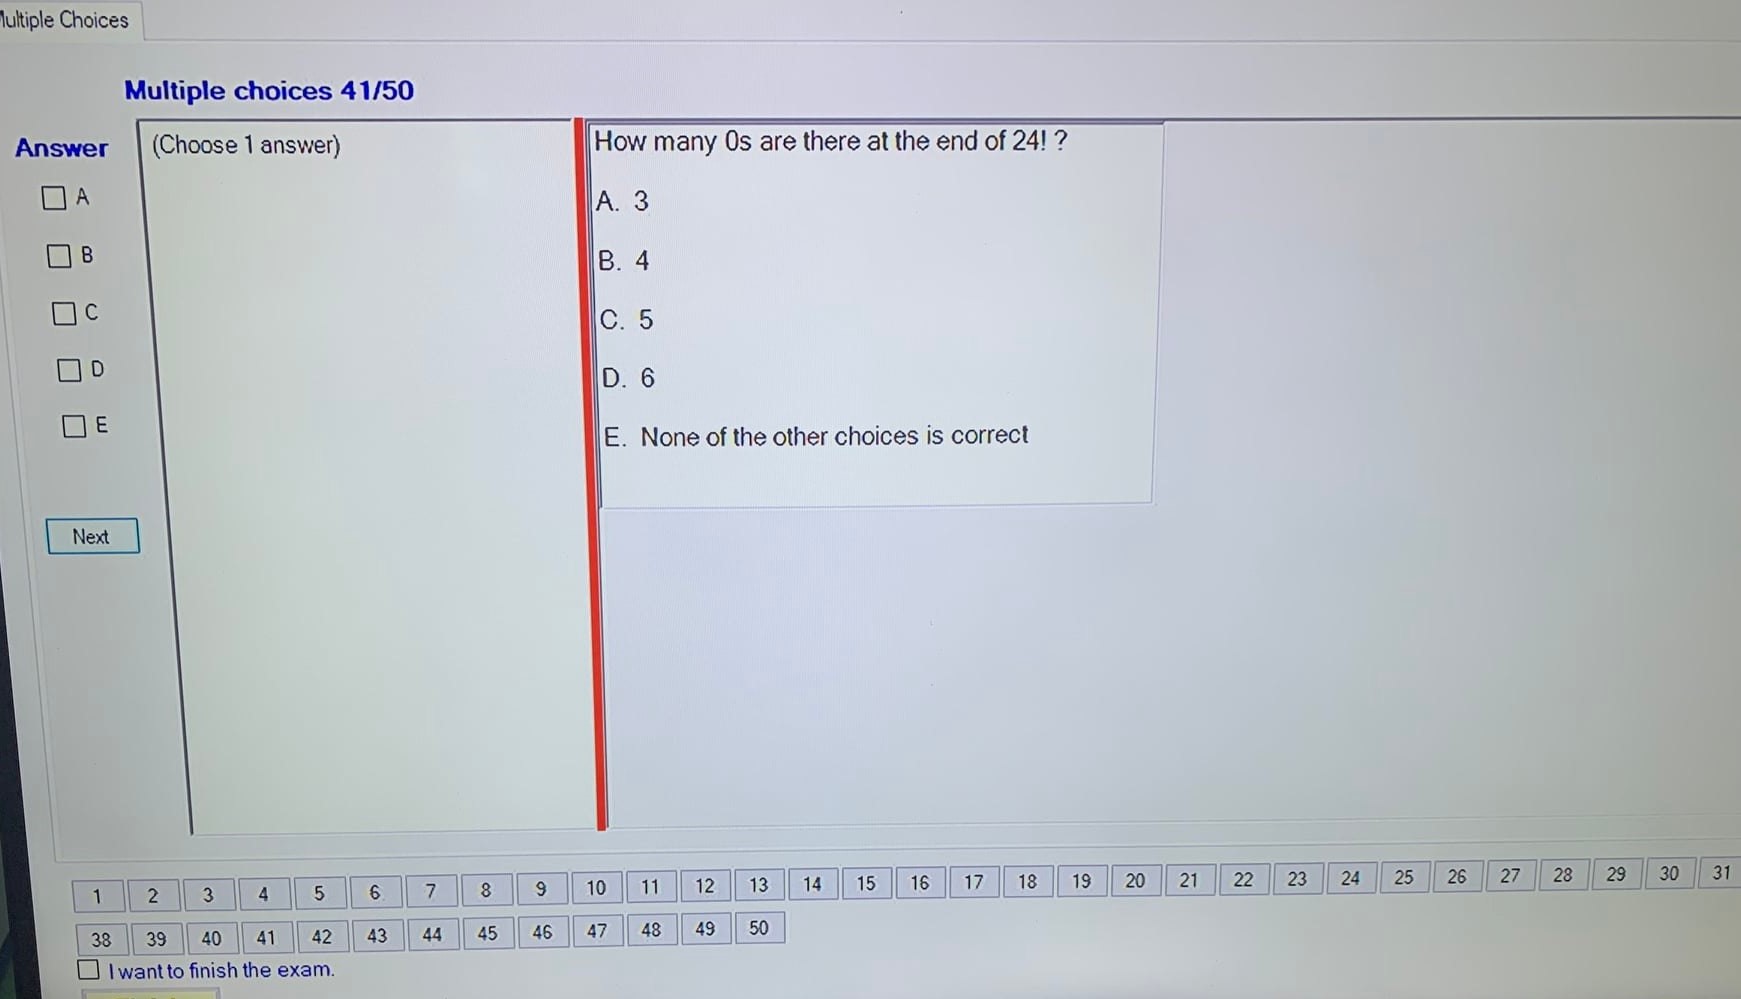 Multiple Choices
Multiple choices 41/50
Answer
(Choose 1 answer)
A
B
C
D
E
Next
How many 0s are there at the end of 24! ?
A. 3
B. 4
C. 5
D. 6
E. None of the other choices is correct
1 2 3 4 5 6 7 8 9 10 11 12 13 14 15 16 17 18 19 20 21 22 23 24 25 26 27 28 29 30 31
38 39 40 41 42 43 44 45 46 47 48 49 50
I want to finish the exam.